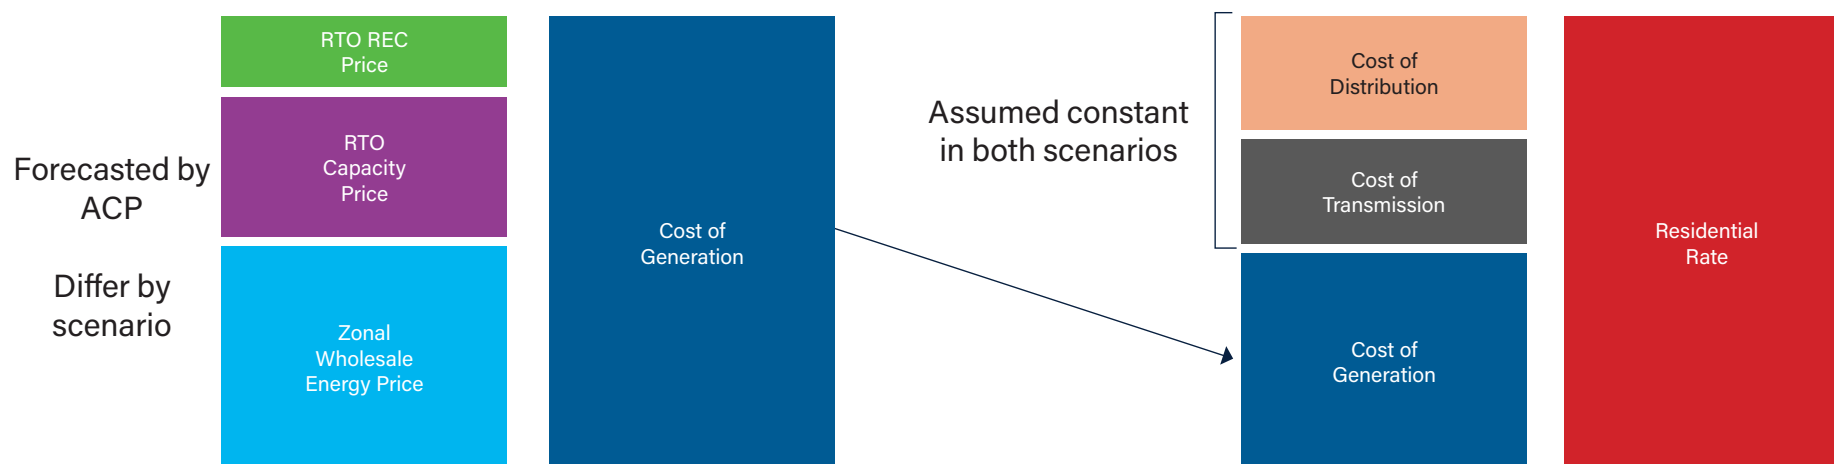 Forecasted by
ACP
Differ by
scenario
RTO REC
Price
RTO
Capacity
Price
Zonal
Wholesale
Energy Price
Cost of
Generation
Assumed constant
in both scenarios
Cost of
Distribution
Cost of
Transmission
Cost of
Generation
Residential
Rate